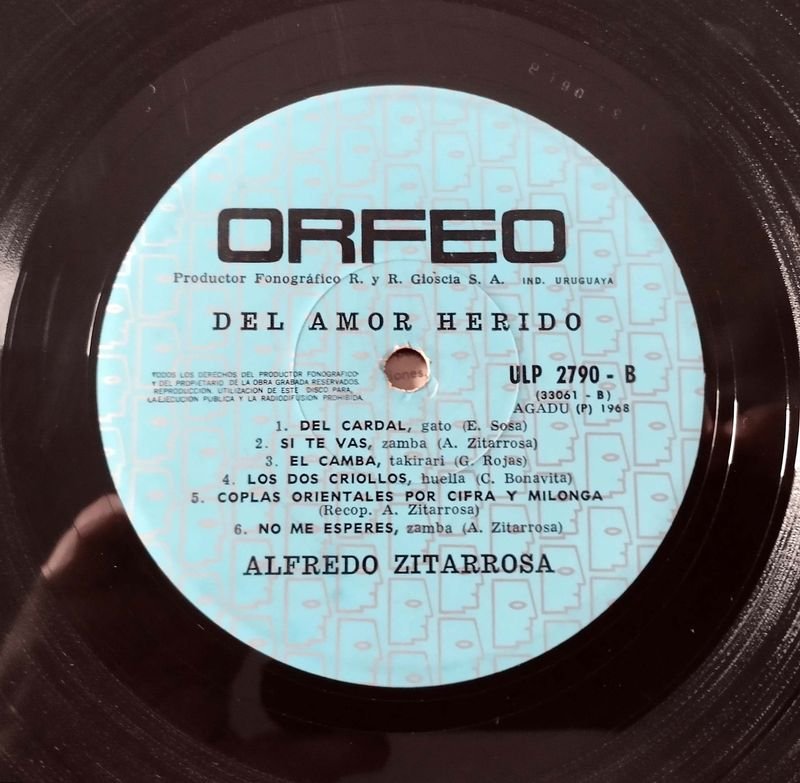 ORFEO
Productor Fonográfico R. y R. Gioscia S. A. IND. URUGUAYA
DEL AMOR HERIDO
TODOS LOS DERECHOS DEL PRODUCTOR FONOGRAFICO
Y DEL PROPIETARIO DE LA OBRA GRABADA RESERVADOS.
REPRODUCCION, UTILIZACION DE ESTE DISCO PARA
LA EJECUCION PUBLICA Y LA RADIODIFUSION PROHIBIDA.
ULP 2790 - B
(33061 - B)
AGADU (P) 1968
1. DEL CARDAL, gato (E. Sosa)
2. SI TE VAS, zamba (A. Zitarrosa)
3. EL CAMBA, takirari (G. Rojas)
4. LOS DOS CRIOLLOS, huella (C. Bonavita)
5. COPLAS ORIENTALES POR CIFRA Y MILONGA
(Recop. A. Zitarrosa)
6. NO ME ESPERES, zamba (A. Zitarrosa)
ALFREDO ZITARROSA